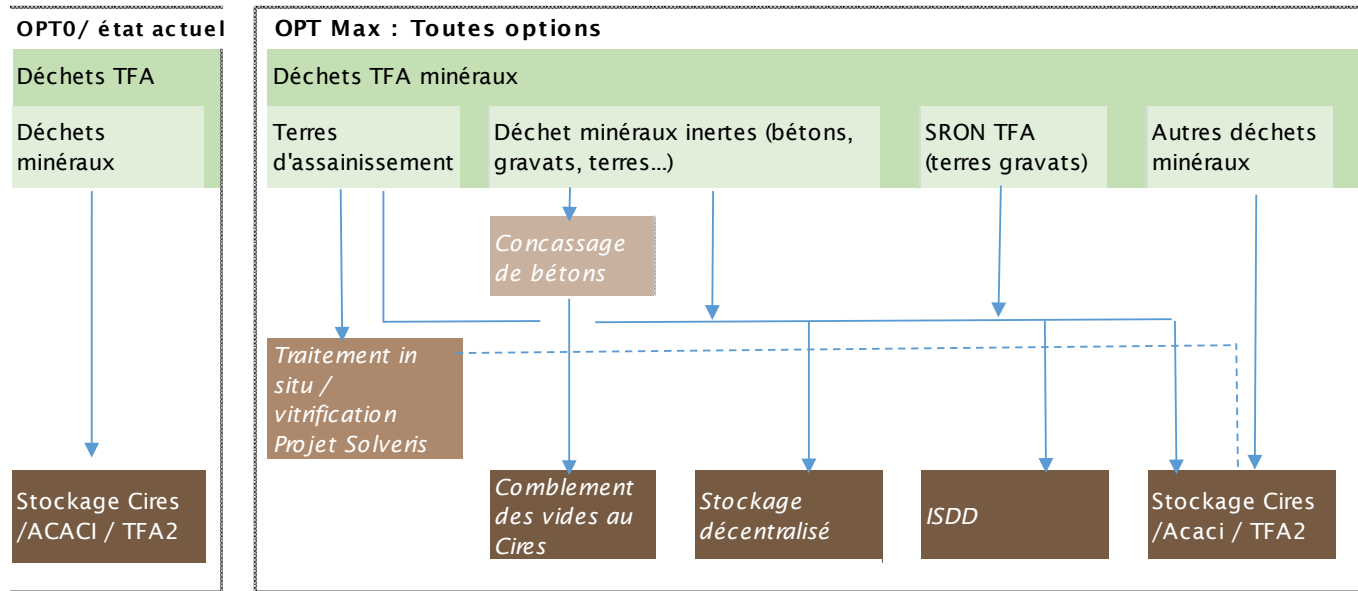 OPT0/ état actuel
Déchets TFA
Déchets
minéraux
Stockage Cires
/ACACI / TFA2
OPT Max : Toutes options
Déchets TFA minéraux
Terres
d'assainissement
Déchet minéraux inertes (bétons,
gravats, terres...)
SRON TFA
(terres gravats)
Autres déchets
minéraux
Concassage
de bétons
Traitement in
situ /
vitrification
Projet Solveris
Comblement
des vides au
Cires
Stockage
décentralisé
ISDD
Stockage Cires
/Acaci / TFA2